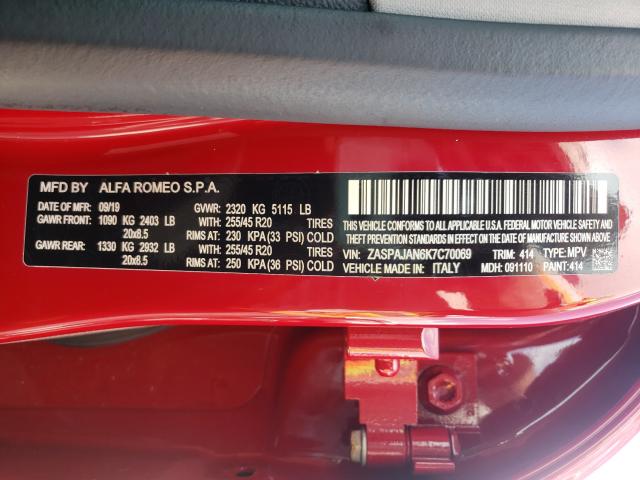 MFD BY ALFA ROMEO S.P.A.
DATE OF MFR: 09/19 GVWR: 2320 KG 5115 LB
GAWR FRONT: 1090 KG 2403 LB WITH: 255/45 R20 TIRES
20x8.5 RIMS AT: 230 KPA (33 PSI) COLD
GAWR REAR: 1330 KG 2932 LB WITH: 255/45 R20 TIRES
20x8.5 RIMS AT: 250 KPA (36 PSI) COLD
THIS VEHICLE CONFORMS TO ALL APPLICABLE U.S.A. FEDERAL MOTOR VEHICLE SAFETY
AND THEFT PREVENTION STANDARDS IN EFFECT ON THE DATE OF MANUFACTURE SHOWN ABOVE.
VIN: ZASPAJAN6K7C70069 TRIM: 414 TYPE: MPV
VEHICLE MADE IN: ITALY MDH: 091110 PAINT: 414